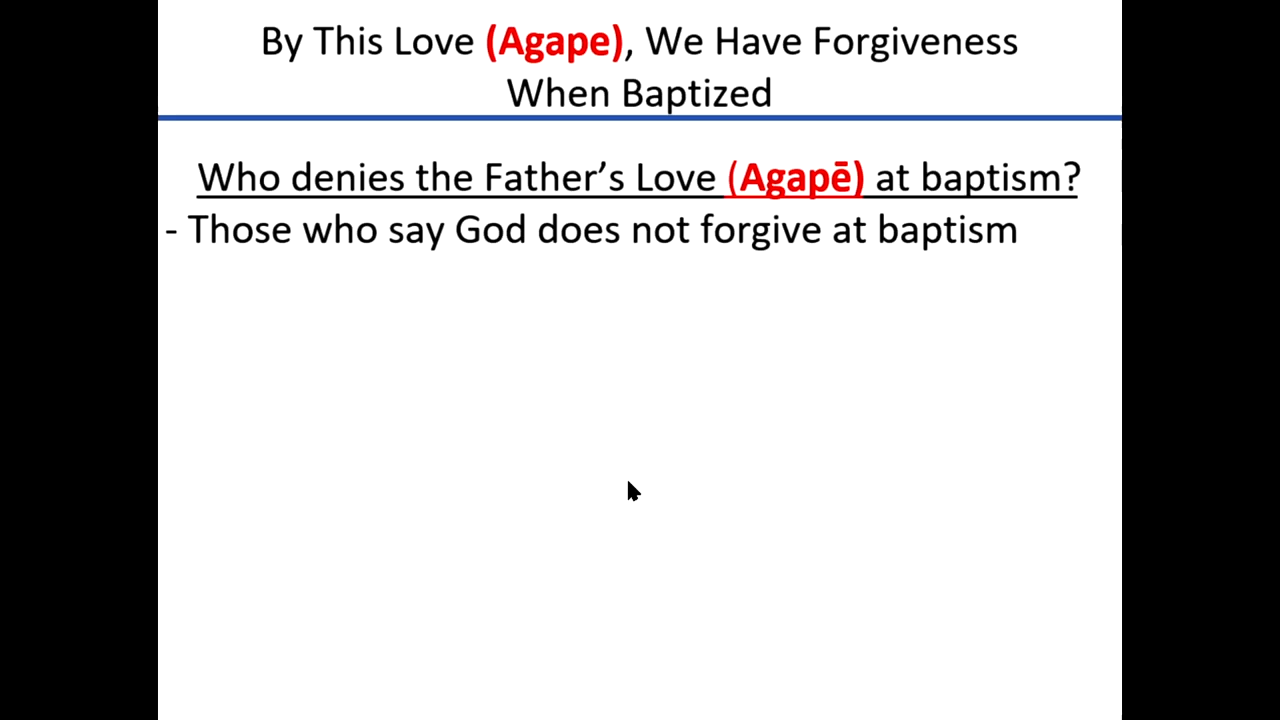 By This Love (Agape), We Have Forgiveness
When Baptized
Who denies the Father’s Love (Agapē) at baptism?
- Those who say God does not forgive at baptism